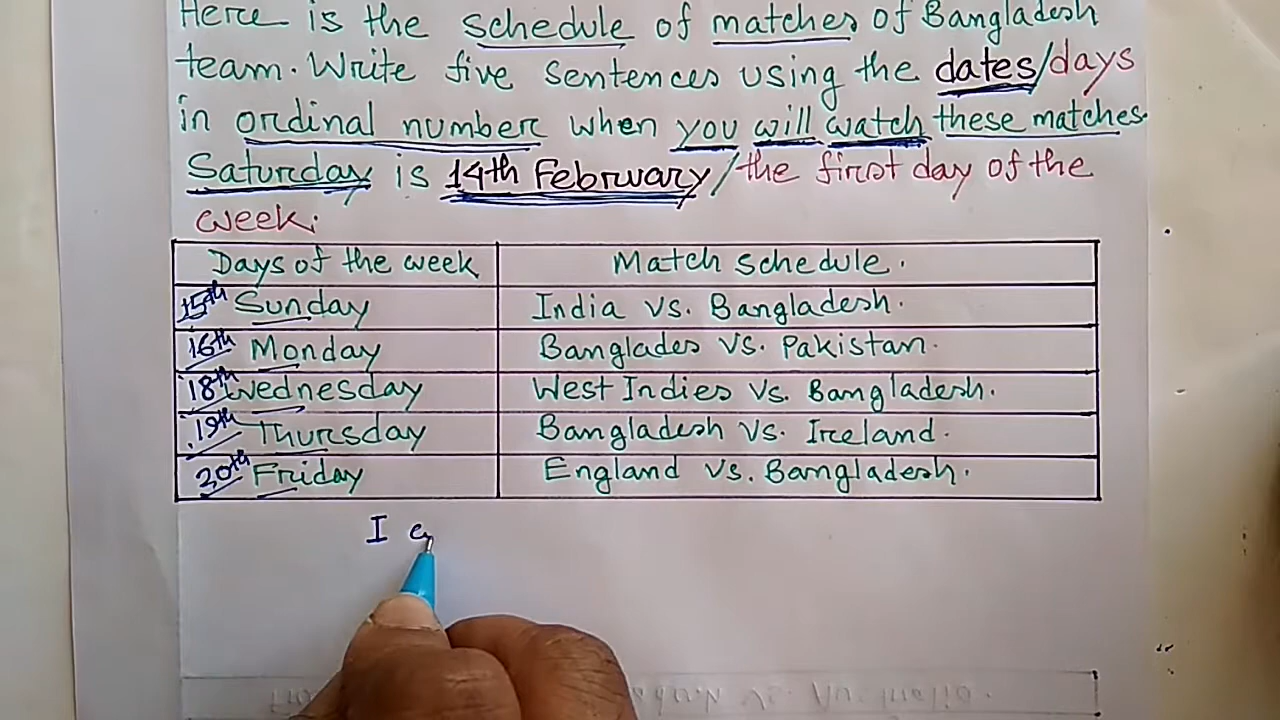 Here is the schedule of matches of Bangladesh
team. Write five sentences using the dates/days
in ordinal number when you will watch these matches.
Saturday is 14th February/the first day of the
week.
Days of the week Match schedule.
15th Sunday India vs. Bangladesh.
16th Monday Banglades vs. Pakistan.
18th Wednesday West Indies Vs. Bangladesh.
19th Thursday Bangladesh Vs. Ireland.
20th Friday England vs. Bangladesh.
I